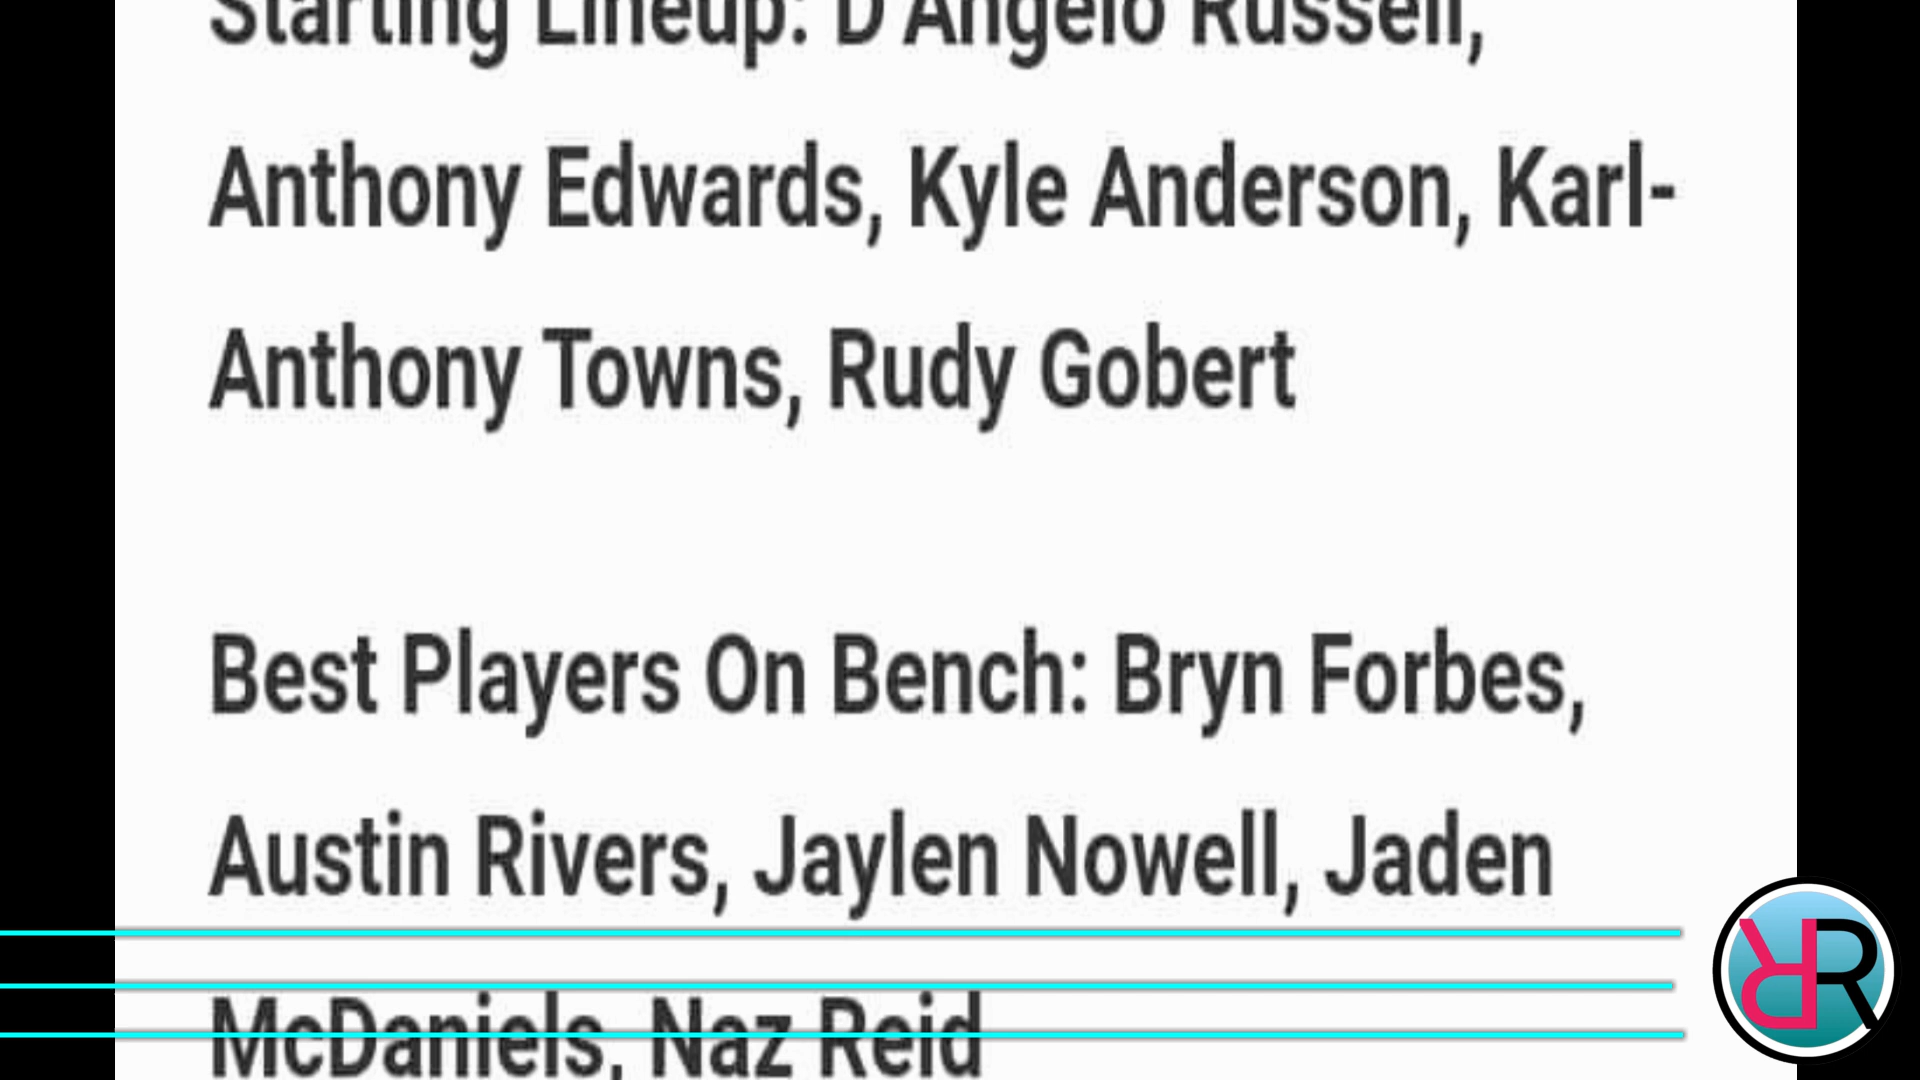 Starting Lineup: D'Angelo Russell,
Anthony Edwards, Kyle Anderson, Karl-
Anthony Towns, Rudy Gobert
Best Players On Bench: Bryn Forbes,
Austin Rivers, Jaylen Nowell, Jaden
McDaniels, Naz Reid